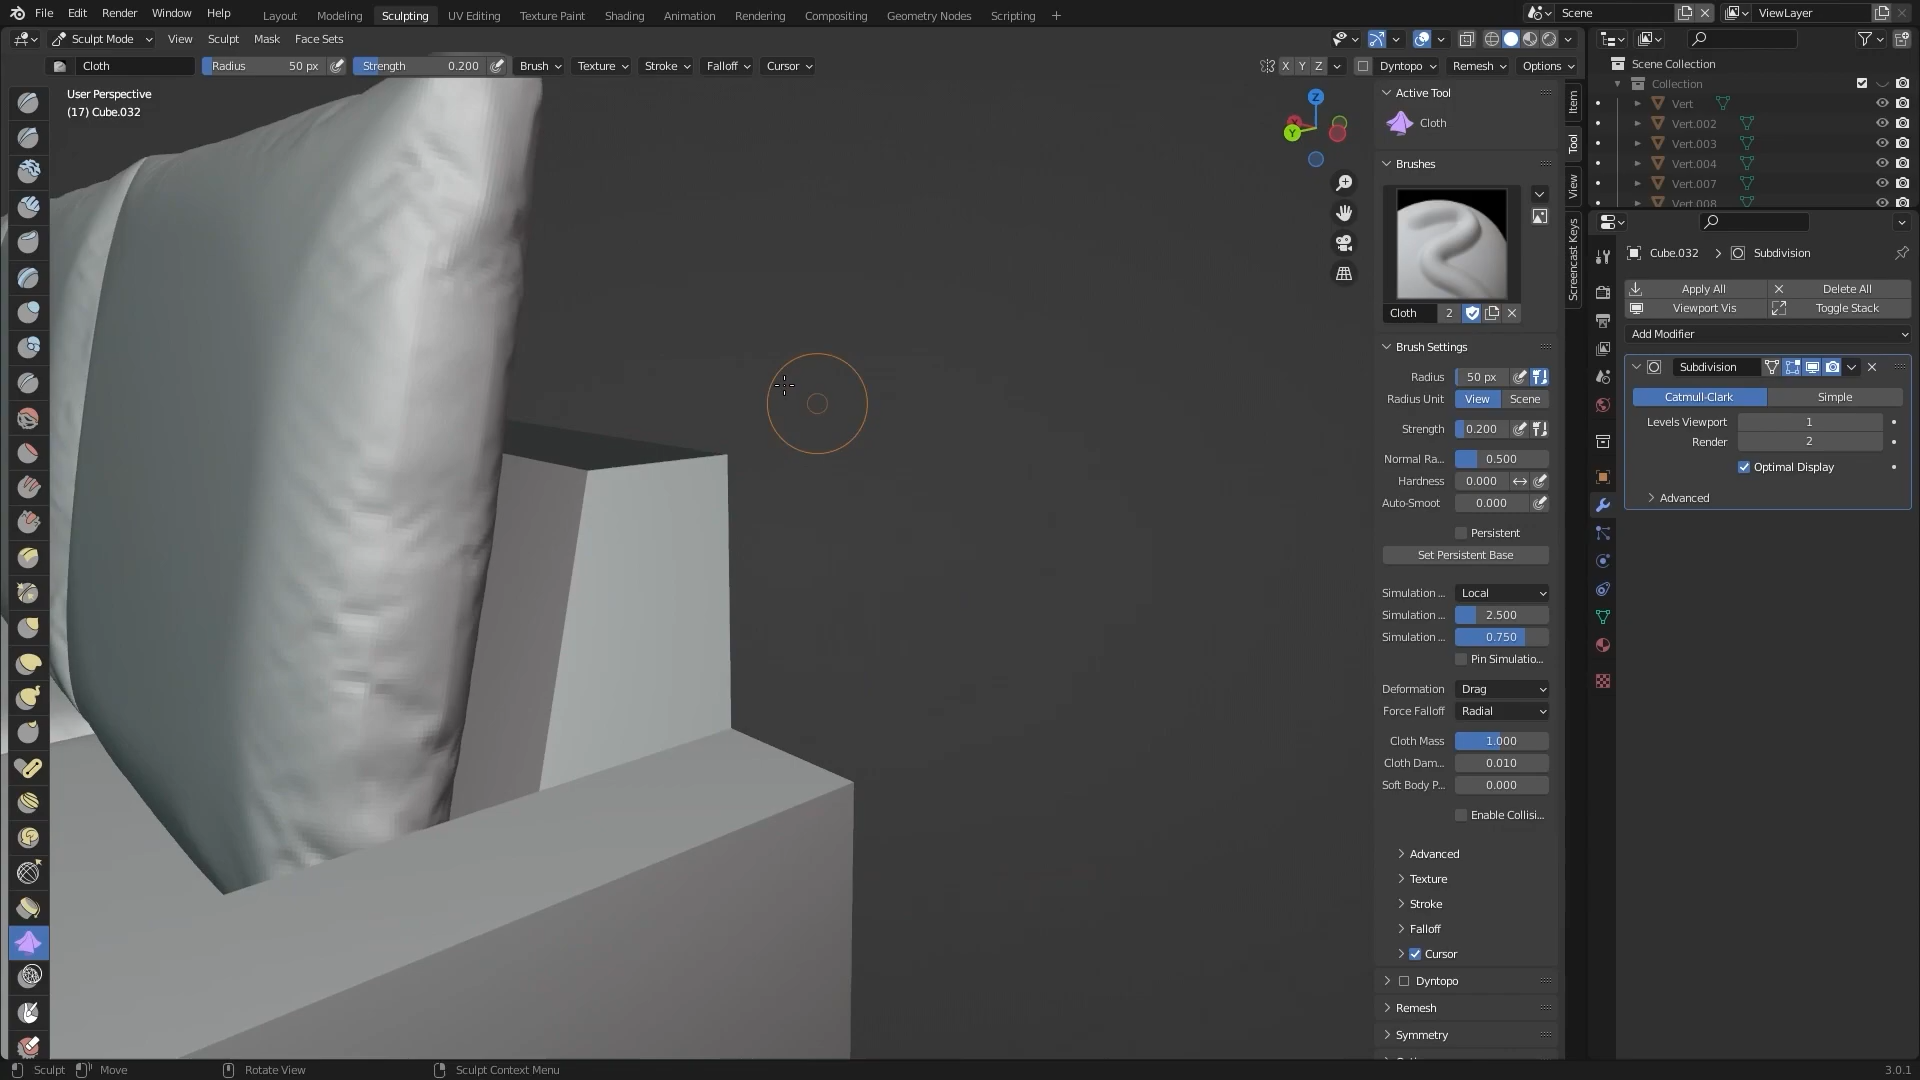 File Edit Render Window Help
Layout Modeling Sculpting UV Editing Texture Paint Shading Animation Rendering Compositing Geometry Nodes Scripting +
Scene
ViewLayer
Sculpt Mode View Sculpt Mask Face Sets
Cloth
Radius 50 px
Strength 0.200
Brush Texture Stroke Falloff Cursor
X Y Z
Dyntopo Remesh Options
User Perspective
(17) Cube.032
Z
Y
Active Tool
Cloth
Brushes
Cloth 2
Brush Settings
Radius 50 px
Radius Unit View Scene
Strength 0.200
Normal Ra... 0.500
Hardness 0.000
Auto-Smoot 0.000
Persistent
Set Persistent Base
Simulation ... Local
Simulation ... 2.500
Simulation ... 0.750
Pin Simulatio...
Deformation Drag
Force Falloff Radial
Cloth Mass 1.000
Cloth Dam... 0.010
Soft Body P... 0.000
Enable Collisi...
Advanced
Texture
Stroke
Falloff
Cursor
Dyntopo
Remesh
Symmetry
Item
Tool
View
Screencast Keys
Scene Collection
Collection
Vert
Vert.002
Vert.003
Vert.004
Vert.007
Vert.008
Cube.032 > Subdivision
Apply All Delete All
Viewport Vis Toggle Stack
Add Modifier
Subdivision
Catmull-Clark Simple
Levels Viewport 1
Render 2
Optimal Display
Advanced
Sculpt Move Rotate View Sculpt Context Menu
3.0.1